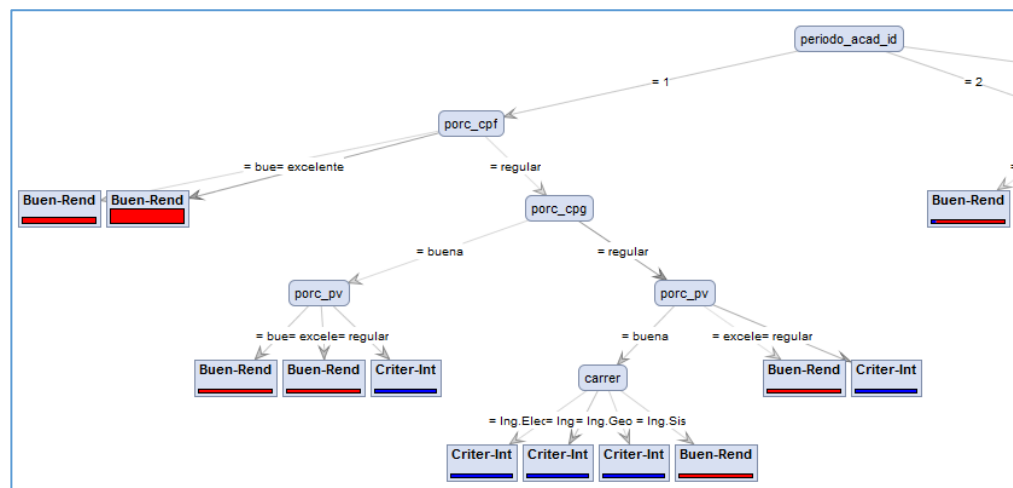 periodo_acad_id
= 1
= 2
porc_cpf
= bue= excelente
= regular
=
Buen-Rend
Buen-Rend
porc_cpg
Buen-Rend
= buena
= regular
porc_pv
porc_pv
= bue= excele= regular
= buena
= excele= regular
Buen-Rend
Buen-Rend
Criter-Int
carrer
Buen-Rend
Criter-Int
= Ing.Elec= Ing= Ing.Geo = Ing.Sis
Criter-Int
Criter-Int
Criter-Int
Buen-Rend